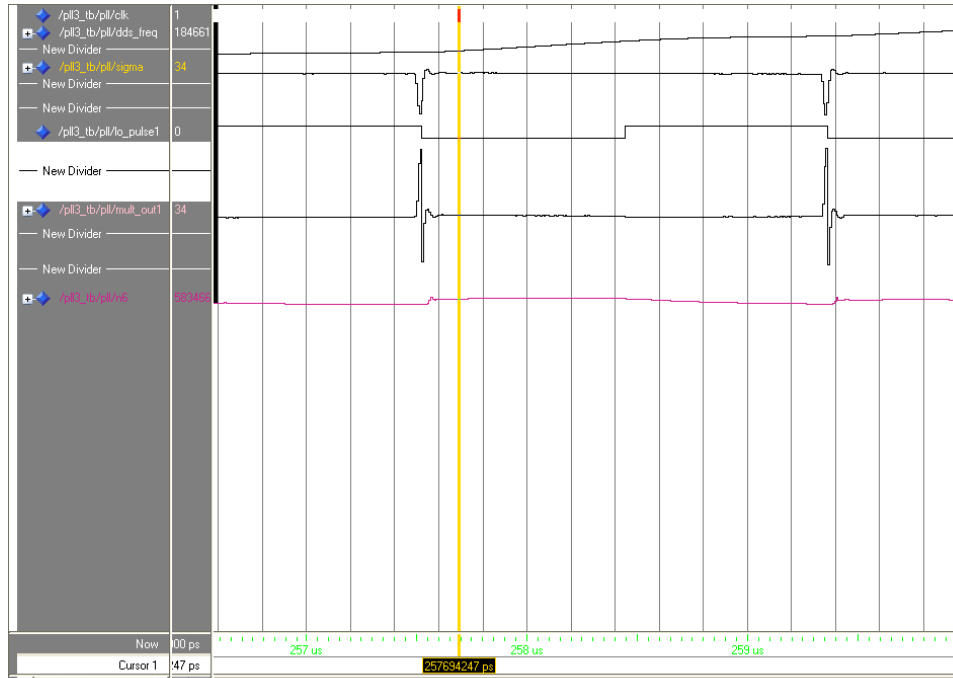 /pll3_tb/pll/clk 1
/pll3_tb/pll/dds_freq 184661
New Divider
/pll3_tb/pll/sigma 34
New Divider
New Divider
/pll3_tb/pll/lo_pulse1 0
New Divider
/pll3_tb/pll/mult_out1 34
New Divider
New Divider
/pll3_tb/pll/n6 583466
Now 000 ps
257 us 258 us 259 us
Cursor 1 247 ps
257694247 ps